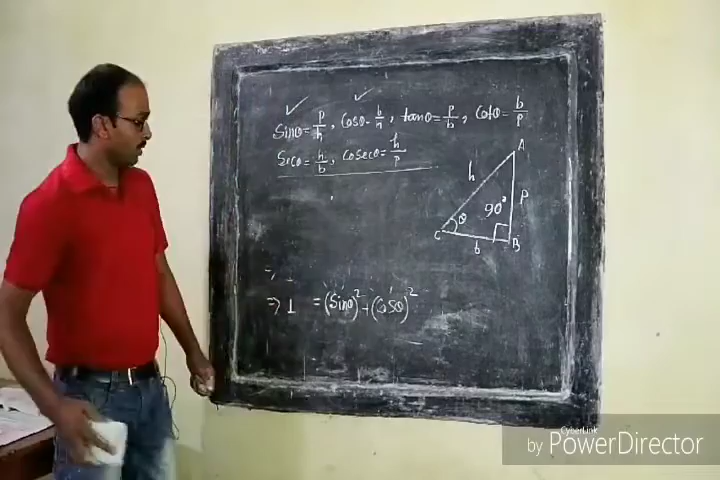 Sinθ = p/h, Cosθ = b/h, tanθ = p/b, Cotθ = b/p
Secθ = h/b, Cosecθ = h/p
A
h
90° p
θ
C
b B
⇒ 1 = (Sinθ)² + (Cosθ)²
CyberLink
by PowerDirector